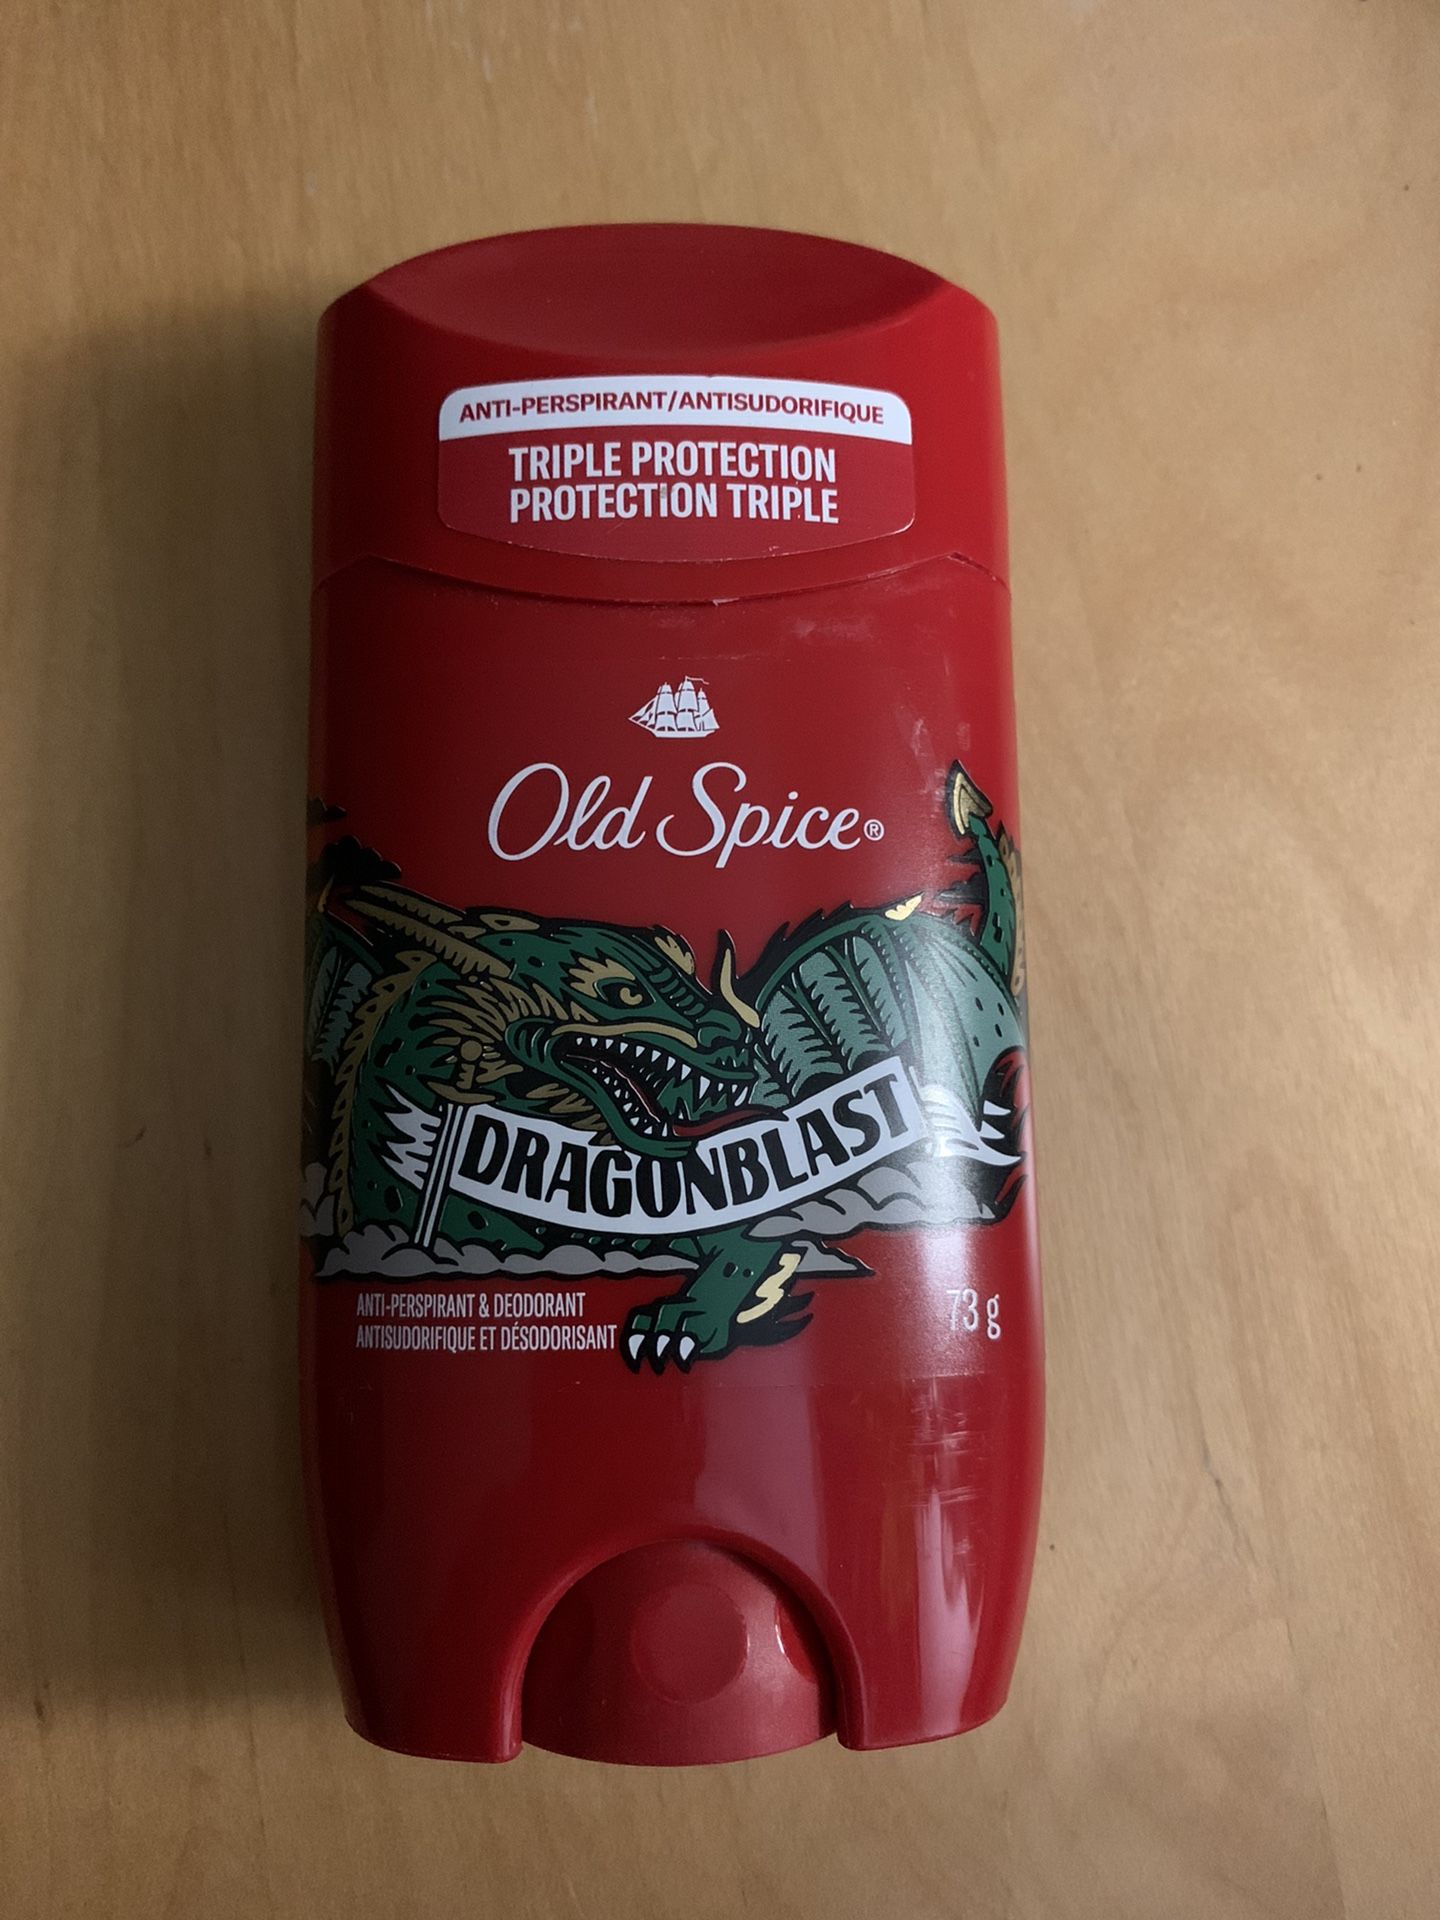 ANTI-PERSPIRANT/ANTISUDORIFIQUE
TRIPLE PROTECTION
PROTECTION TRIPLE
Old Spice®
DRAGONBLAST
ANTI-PERSPIRANT & DEODORANT
ANTISUDORIFIQUE ET DÉSODORISANT
73 g